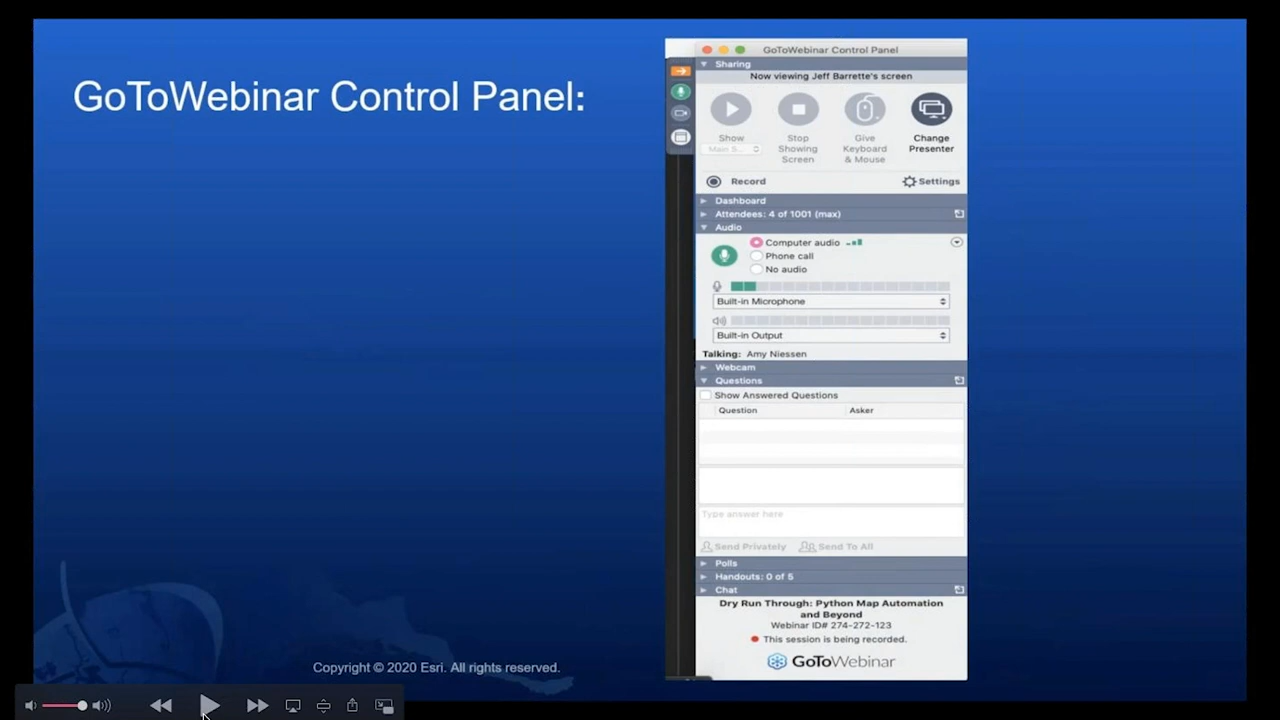 GoToWebinar Control Panel:
GoToWebinar Control Panel
Sharing
Now viewing Jeff Barrette's screen
Show
Main S...
Stop
Showing
Screen
Give
Keyboard
& Mouse
Change
Presenter
Record
Settings
Dashboard
Attendees: 4 of 1001 (max)
Audio
Computer audio
Phone call
No audio
Built-in Microphone
Built-in Output
Talking: Amy Niessen
Webcam
Questions
Show Answered Questions
Question Asker
Type answer here
Send Privately Send To All
Polls
Handouts: 0 of 5
Chat
Dry Run Through: Python Map Automation
and Beyond
Webinar ID# 274-272-123
This session is being recorded.
GoToWebinar
Copyright © 2020 Esri. All rights reserved.